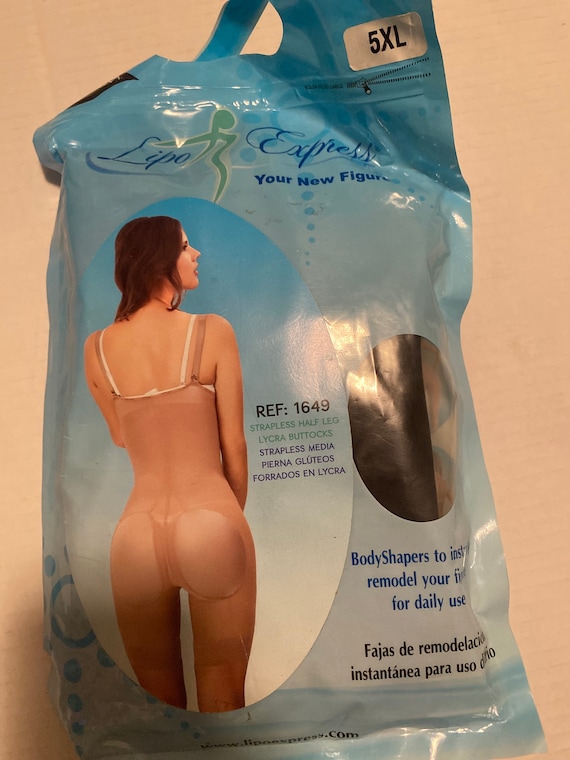 5XL
Lipo Express
Your New Figure
REF: 1649
STRAPLESS HALF LEG
LYCRA BUTTOCKS
STRAPLESS MEDIA
PIERNA GLÚTEOS
FORRADOS EN LYCRA
BodyShapers to
remodel your
for daily use
Fajas de
instantánea para uso
www.lipoexpress.com